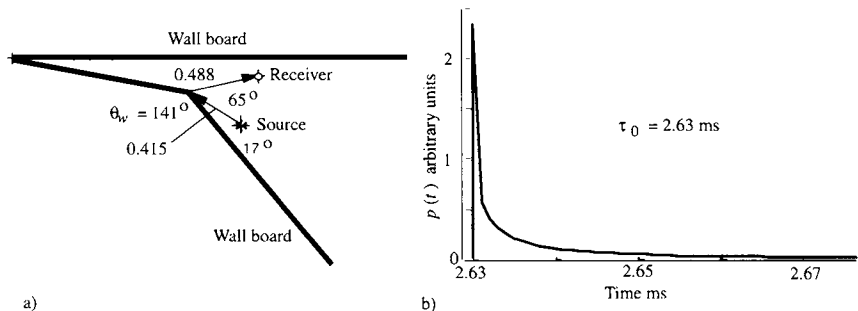 Wall board
0.488
Receiver
65°
θw = 141°
Source
0.415
17°
Wall board
a)
2
1
0
p(t) arbitrary units
τ0 = 2.63 ms
2.63
2.65
2.67
Time ms
b)